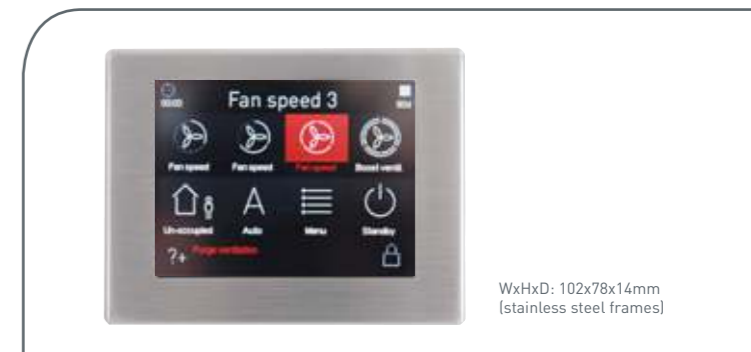 Fan speed 3
Fan speed Fan speed Fan speed Boost ventil.
Un-occupied Auto Menu Standby
?+ Purge ventilation
WxHxD: 102x78x14mm
(stainless steel frames)